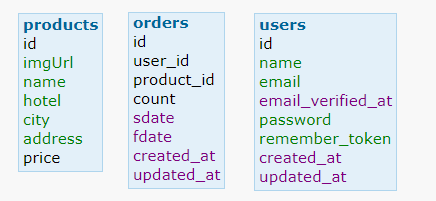 products
id
imgUrl
name
hotel
city
address
price
orders
id
user_id
product_id
count
sdate
fdate
created_at
updated_at
users
id
name
email
email_verified_at
password
remember_token
created_at
updated_at